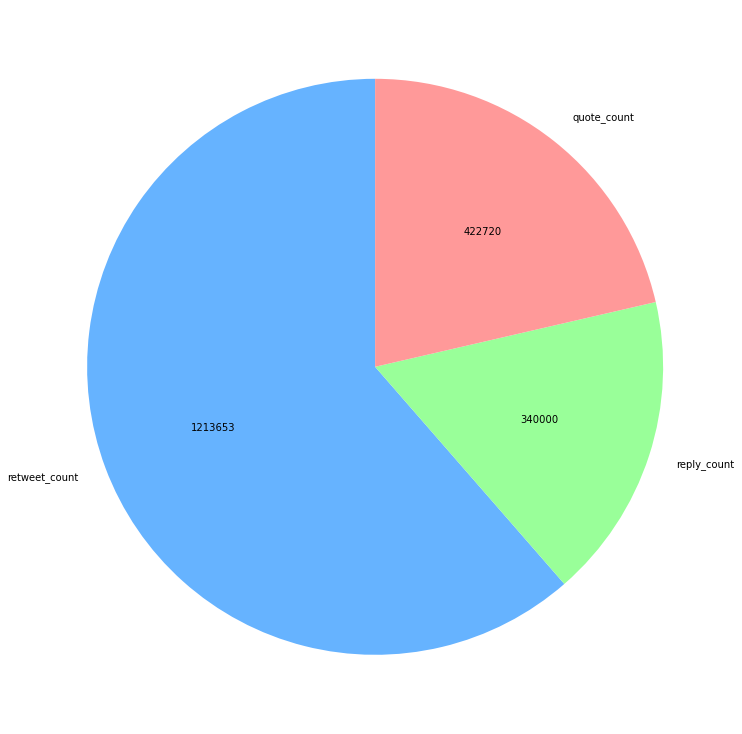 quote_count
422720
340000
1213653
reply_count
retweet_count